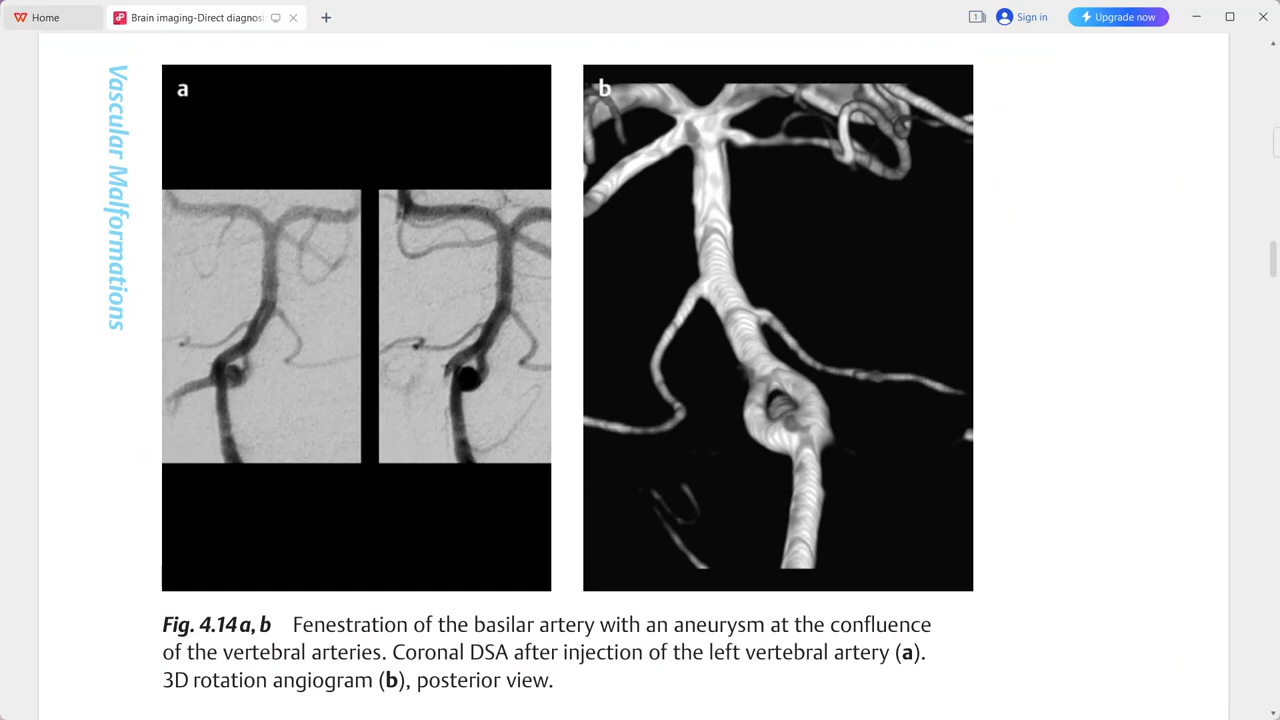 Home
Brain imaging-Direct diagnosi
1
Sign in
Upgrade now
Vascular Malformations
a
b
Fig. 4.14 a, b Fenestration of the basilar artery with an aneurysm at the confluence
of the vertebral arteries. Coronal DSA after injection of the left vertebral artery (a).
3D rotation angiogram (b), posterior view.